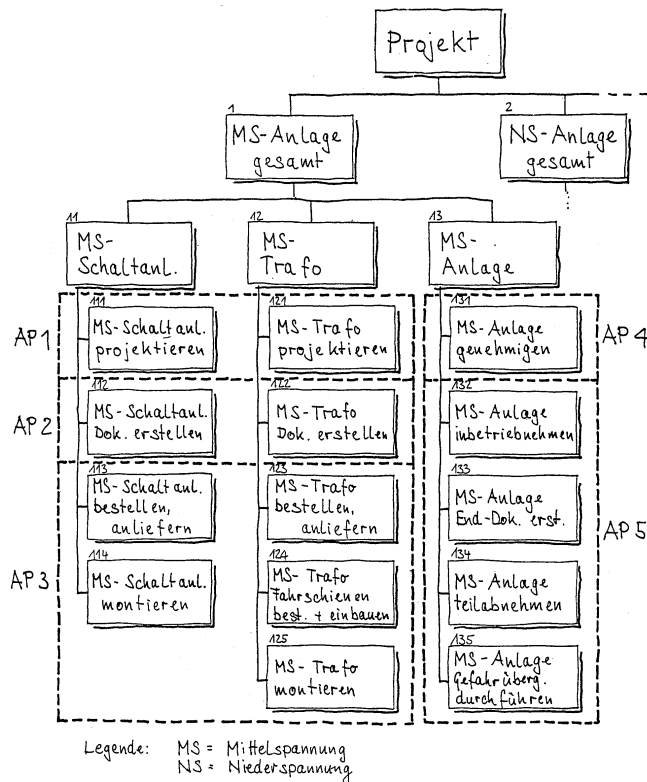 Projekt
1
MS-Anlage
gesamt
2
NS-Anlage
gesamt
11
MS-
Schaltanl.
12
MS-
Trafo
13
MS-
Anlage
AP 1
111
MS-Schaltanl.
projektieren
121
MS-Trafo
projektieren
131
MS-Anlage
genehmigen
AP 4
AP 2
112
MS-Schaltanl.
Dok. erstellen
122
MS-Trafo
Dok. erstellen
132
MS-Anlage
inbetriebnehmen
AP 3
113
MS-Schaltanl.
bestellen,
anliefern
123
MS-Trafo
bestellen,
anliefern
133
MS-Anlage
End-Dok. erst.
AP 5
114
MS-Schaltanl.
montieren
124
MS-Trafo
Fahrschienen
best. + einbauen
134
MS-Anlage
teilabnehmen
125
MS-Trafo
montieren
135
MS-Anlage
Gefahrüberg.
durchführen
Legende: MS = Mittelspannung
NS = Niederspannung